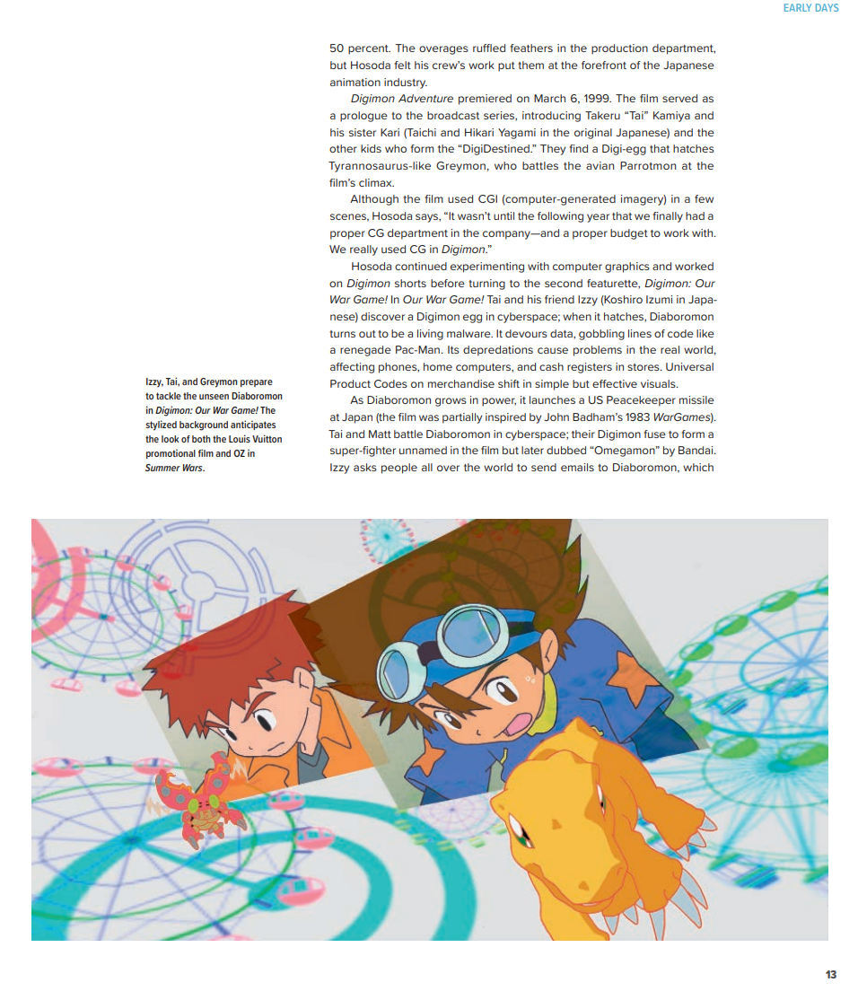 EARLY DAYS
50 percent. The overages ruffled feathers in the production department,
but Hosoda felt his crew’s work put them at the forefront of the Japanese
animation industry.
Digimon Adventure premiered on March 6, 1999. The film served as
a prologue to the broadcast series, introducing Takeru “Tai” Kamiya and
his sister Kari (Taichi and Hikari Yagami in the original Japanese) and the
other kids who form the “DigiDestined.” They find a Digi-egg that hatches
Tyrannosaurus-like Greymon, who battles the avian Parrotmon at the
film’s climax.
Although the film used CGI (computer-generated imagery) in a few
scenes, Hosoda says, “It wasn’t until the following year that we finally had a
proper CG department in the company—and a proper budget to work with.
We really used CG in Digimon.”
Hosoda continued experimenting with computer graphics and worked
on Digimon shorts before turning to the second featurette, Digimon: Our
War Game! In Our War Game! Tai and his friend Izzy (Koshiro Izumi in Japa-
nese) discover a Digimon egg in cyberspace; when it hatches, Diaboromon
turns out to be a living malware. It devours data, gobbling lines of code like
a renegade Pac-Man. Its depredations cause problems in the real world,
affecting phones, home computers, and cash registers in stores. Universal
Product Codes on merchandise shift in simple but effective visuals.
As Diaboromon grows in power, it launches a US Peacekeeper missile
at Japan (the film was partially inspired by John Badham’s 1983 WarGames).
Tai and Matt battle Diaboromon in cyberspace; their Digimon fuse to form a
super-fighter unnamed in the film but later dubbed “Omegamon” by Bandai.
Izzy asks people all over the world to send emails to Diaboromon, which
Izzy, Tai, and Greymon prepare
to tackle the unseen Diaboromon
in Digimon: Our War Game! The
stylized background anticipates
the look of both the Louis Vuitton
promotional film and OZ in
Summer Wars.
13